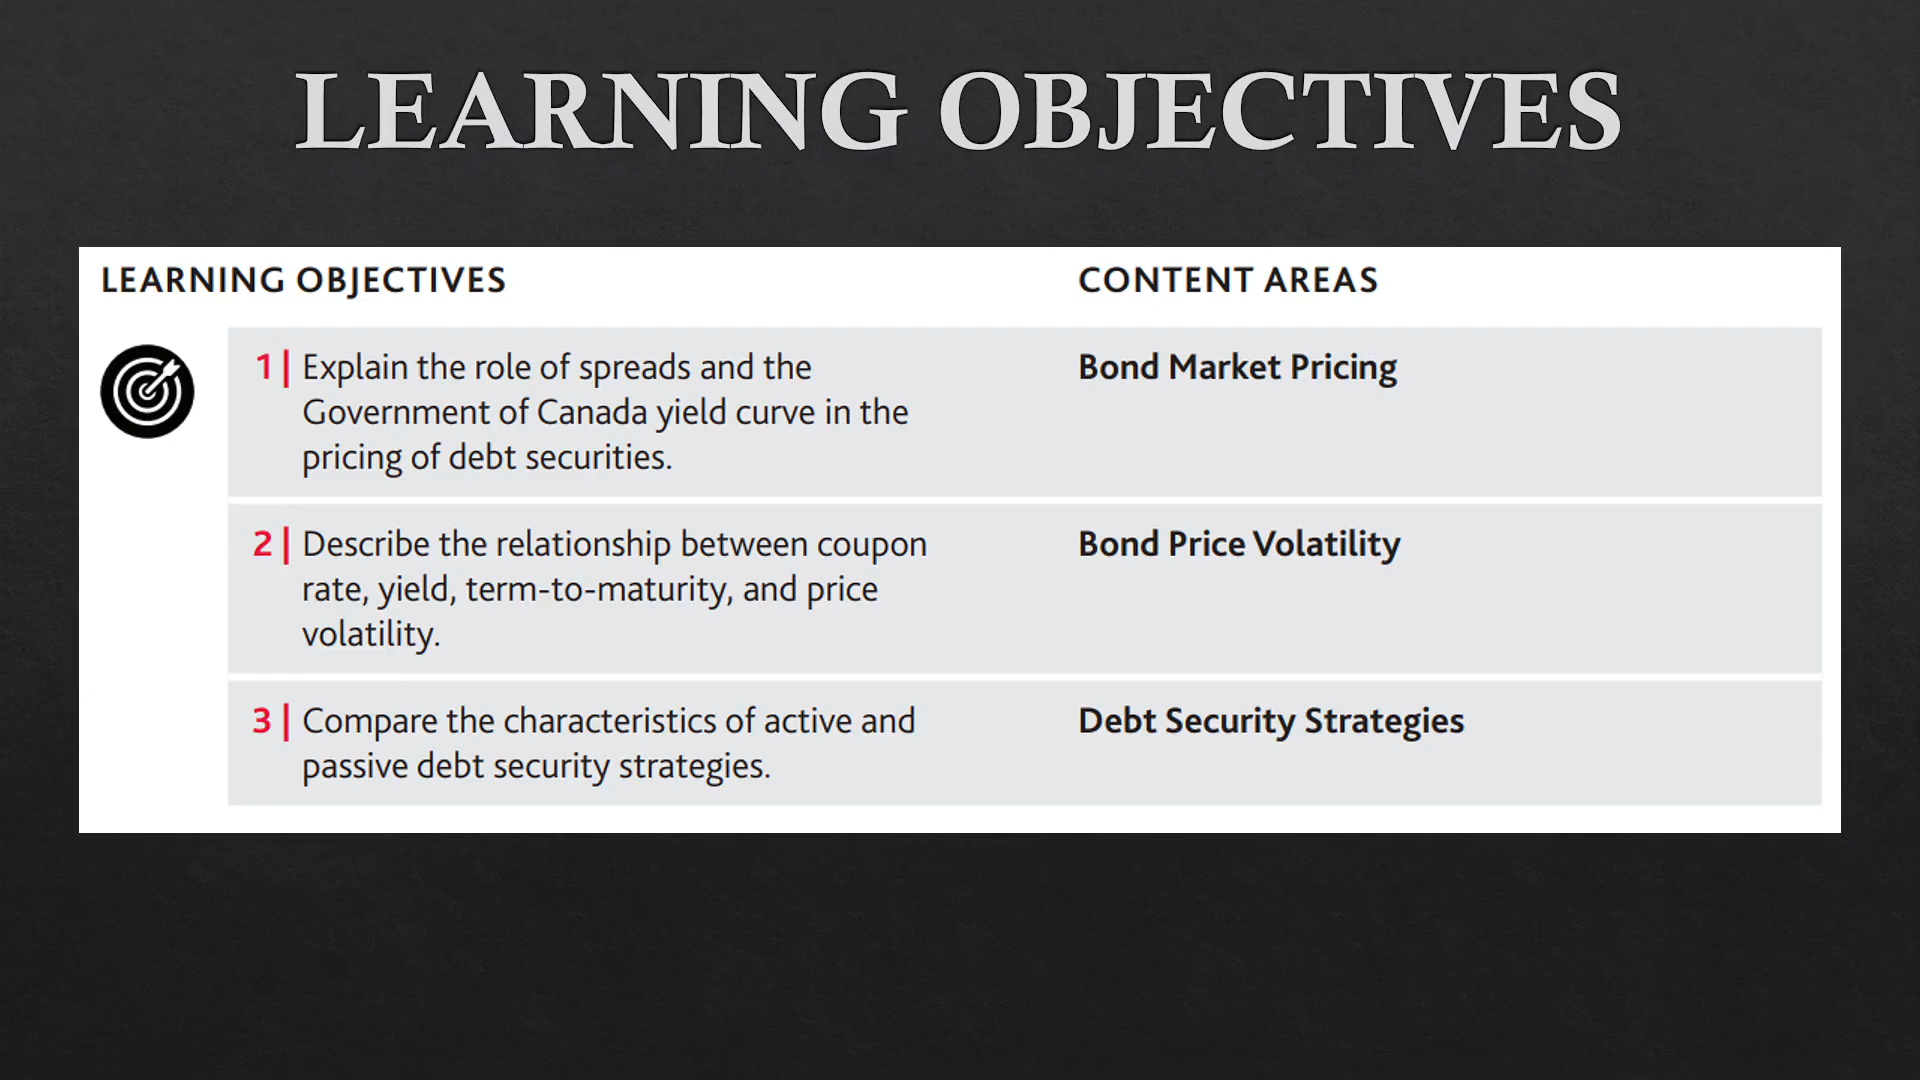 LEARNING OBJECTIVES
LEARNING OBJECTIVES
CONTENT AREAS
1| Explain the role of spreads and the
Government of Canada yield curve in the
pricing of debt securities.
Bond Market Pricing
2| Describe the relationship between coupon
rate, yield, term-to-maturity, and price
volatility.
Bond Price Volatility
3| Compare the characteristics of active and
passive debt security strategies.
Debt Security Strategies